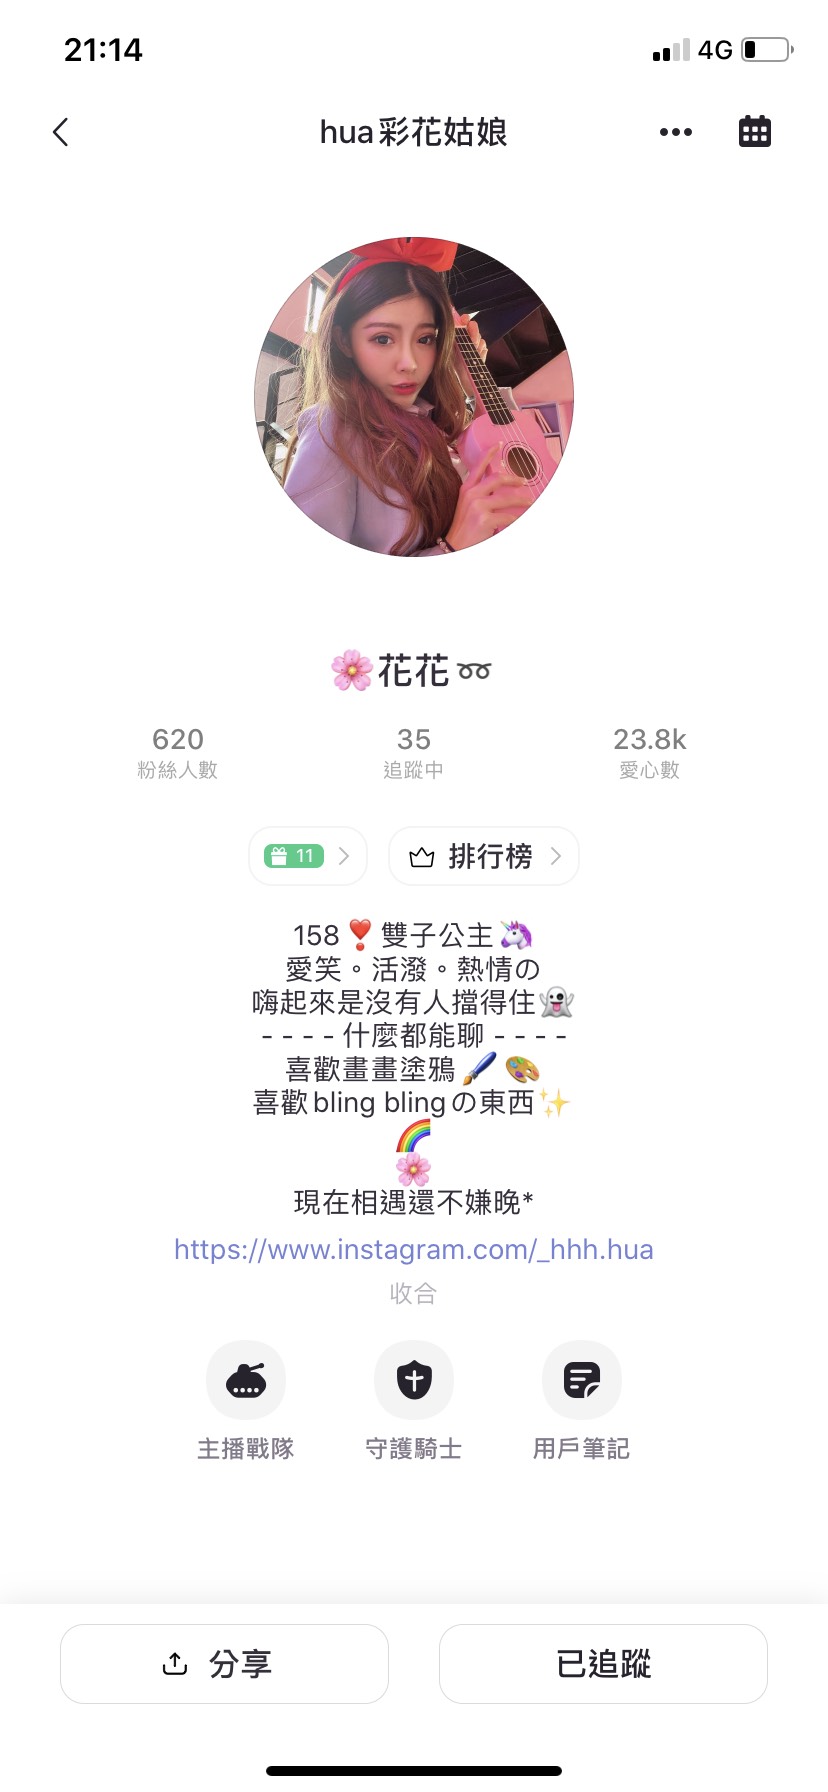 21:14
4G
hua彩花姑娘
🌸花花➿
620
粉絲人數
35
追蹤中
23.8k
愛心數
11
排行榜
158❣️雙子公主🦄
愛笑。活潑。熱情の
嗨起來是沒有人擋得住👻
- - - - 什麼都能聊 - - - -
喜歡畫畫塗鴉🖌️🎨
喜歡bling blingの東西✨
🌈
🌸
現在相遇還不嫌晚*
https://www.instagram.com/_hhh.hua
收合
主播戰隊
守護騎士
用戶筆記
分享
已追蹤